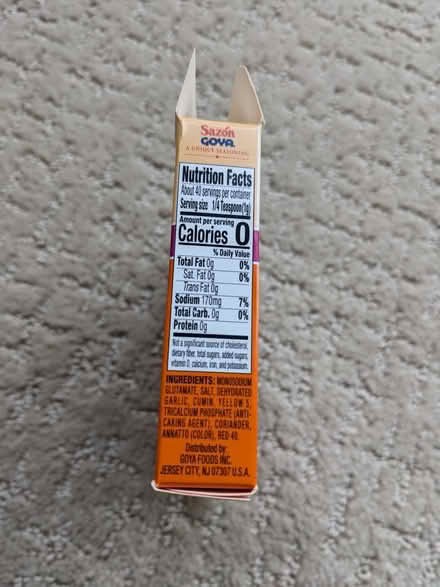 Sazón
GOYA
A UNIQUE SEASONING
Nutrition Facts
About 40 servings per container
Serving size 1/4 Teaspoon (1g)
Amount per serving
Calories 0
% Daily Value
Total Fat 0g 0%
Sat. Fat 0g 0%
Trans Fat 0g
Sodium 170mg 7%
Total Carb. 0g 0%
Protein 0g
Not a significant source of cholesterol,
dietary fiber, total sugars, added sugars,
vitamin D, calcium, iron, and potassium.
INGREDIENTS: MONOSODIUM
GLUTAMATE, SALT, DEHYDRATED
GARLIC, CUMIN, YELLOW 5,
TRICALCIUM PHOSPHATE (ANTI-
CAKING AGENT), CORIANDER,
ANNATTO (COLOR), RED 40.
Distributed by:
GOYA FOODS INC.
JERSEY CITY, NJ 07307 U.S.A.